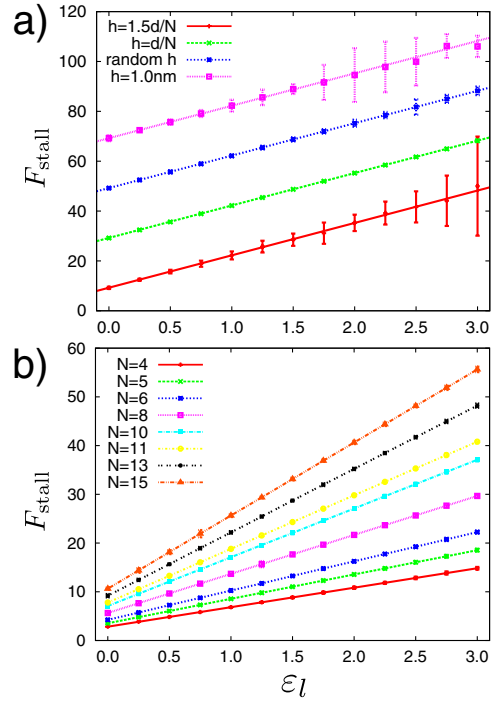 a)
h=1.5d/N
h=d/N
random h
h=1.0nm
F_stall
120
100
80
60
40
20
0
0.0 0.5 1.0 1.5 2.0 2.5 3.0
b)
N=4
N=5
N=6
N=8
N=10
N=11
N=13
N=15
F_stall
60
50
40
30
20
10
0
0.0 0.5 1.0 1.5 2.0 2.5 3.0
ε_l